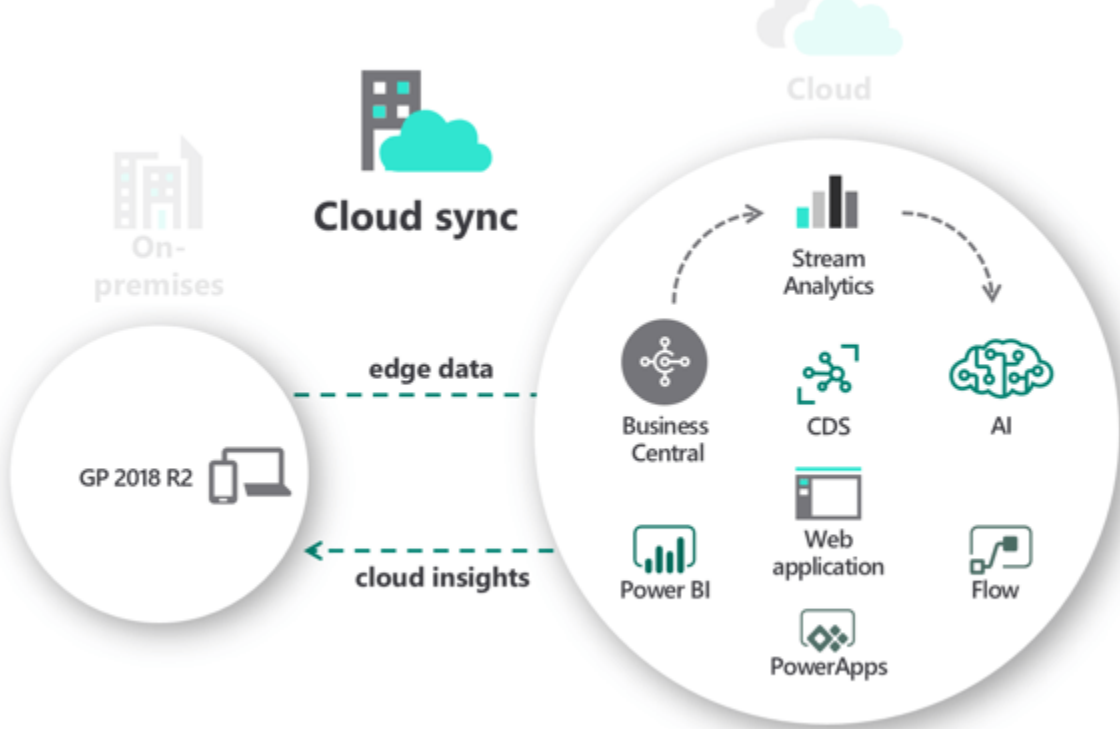 Cloud
Cloud sync
On-
premises
Stream
Analytics
edge data
Business
Central
CDS
AI
GP 2018 R2
cloud insights
Web
application
Power BI
Flow
PowerApps